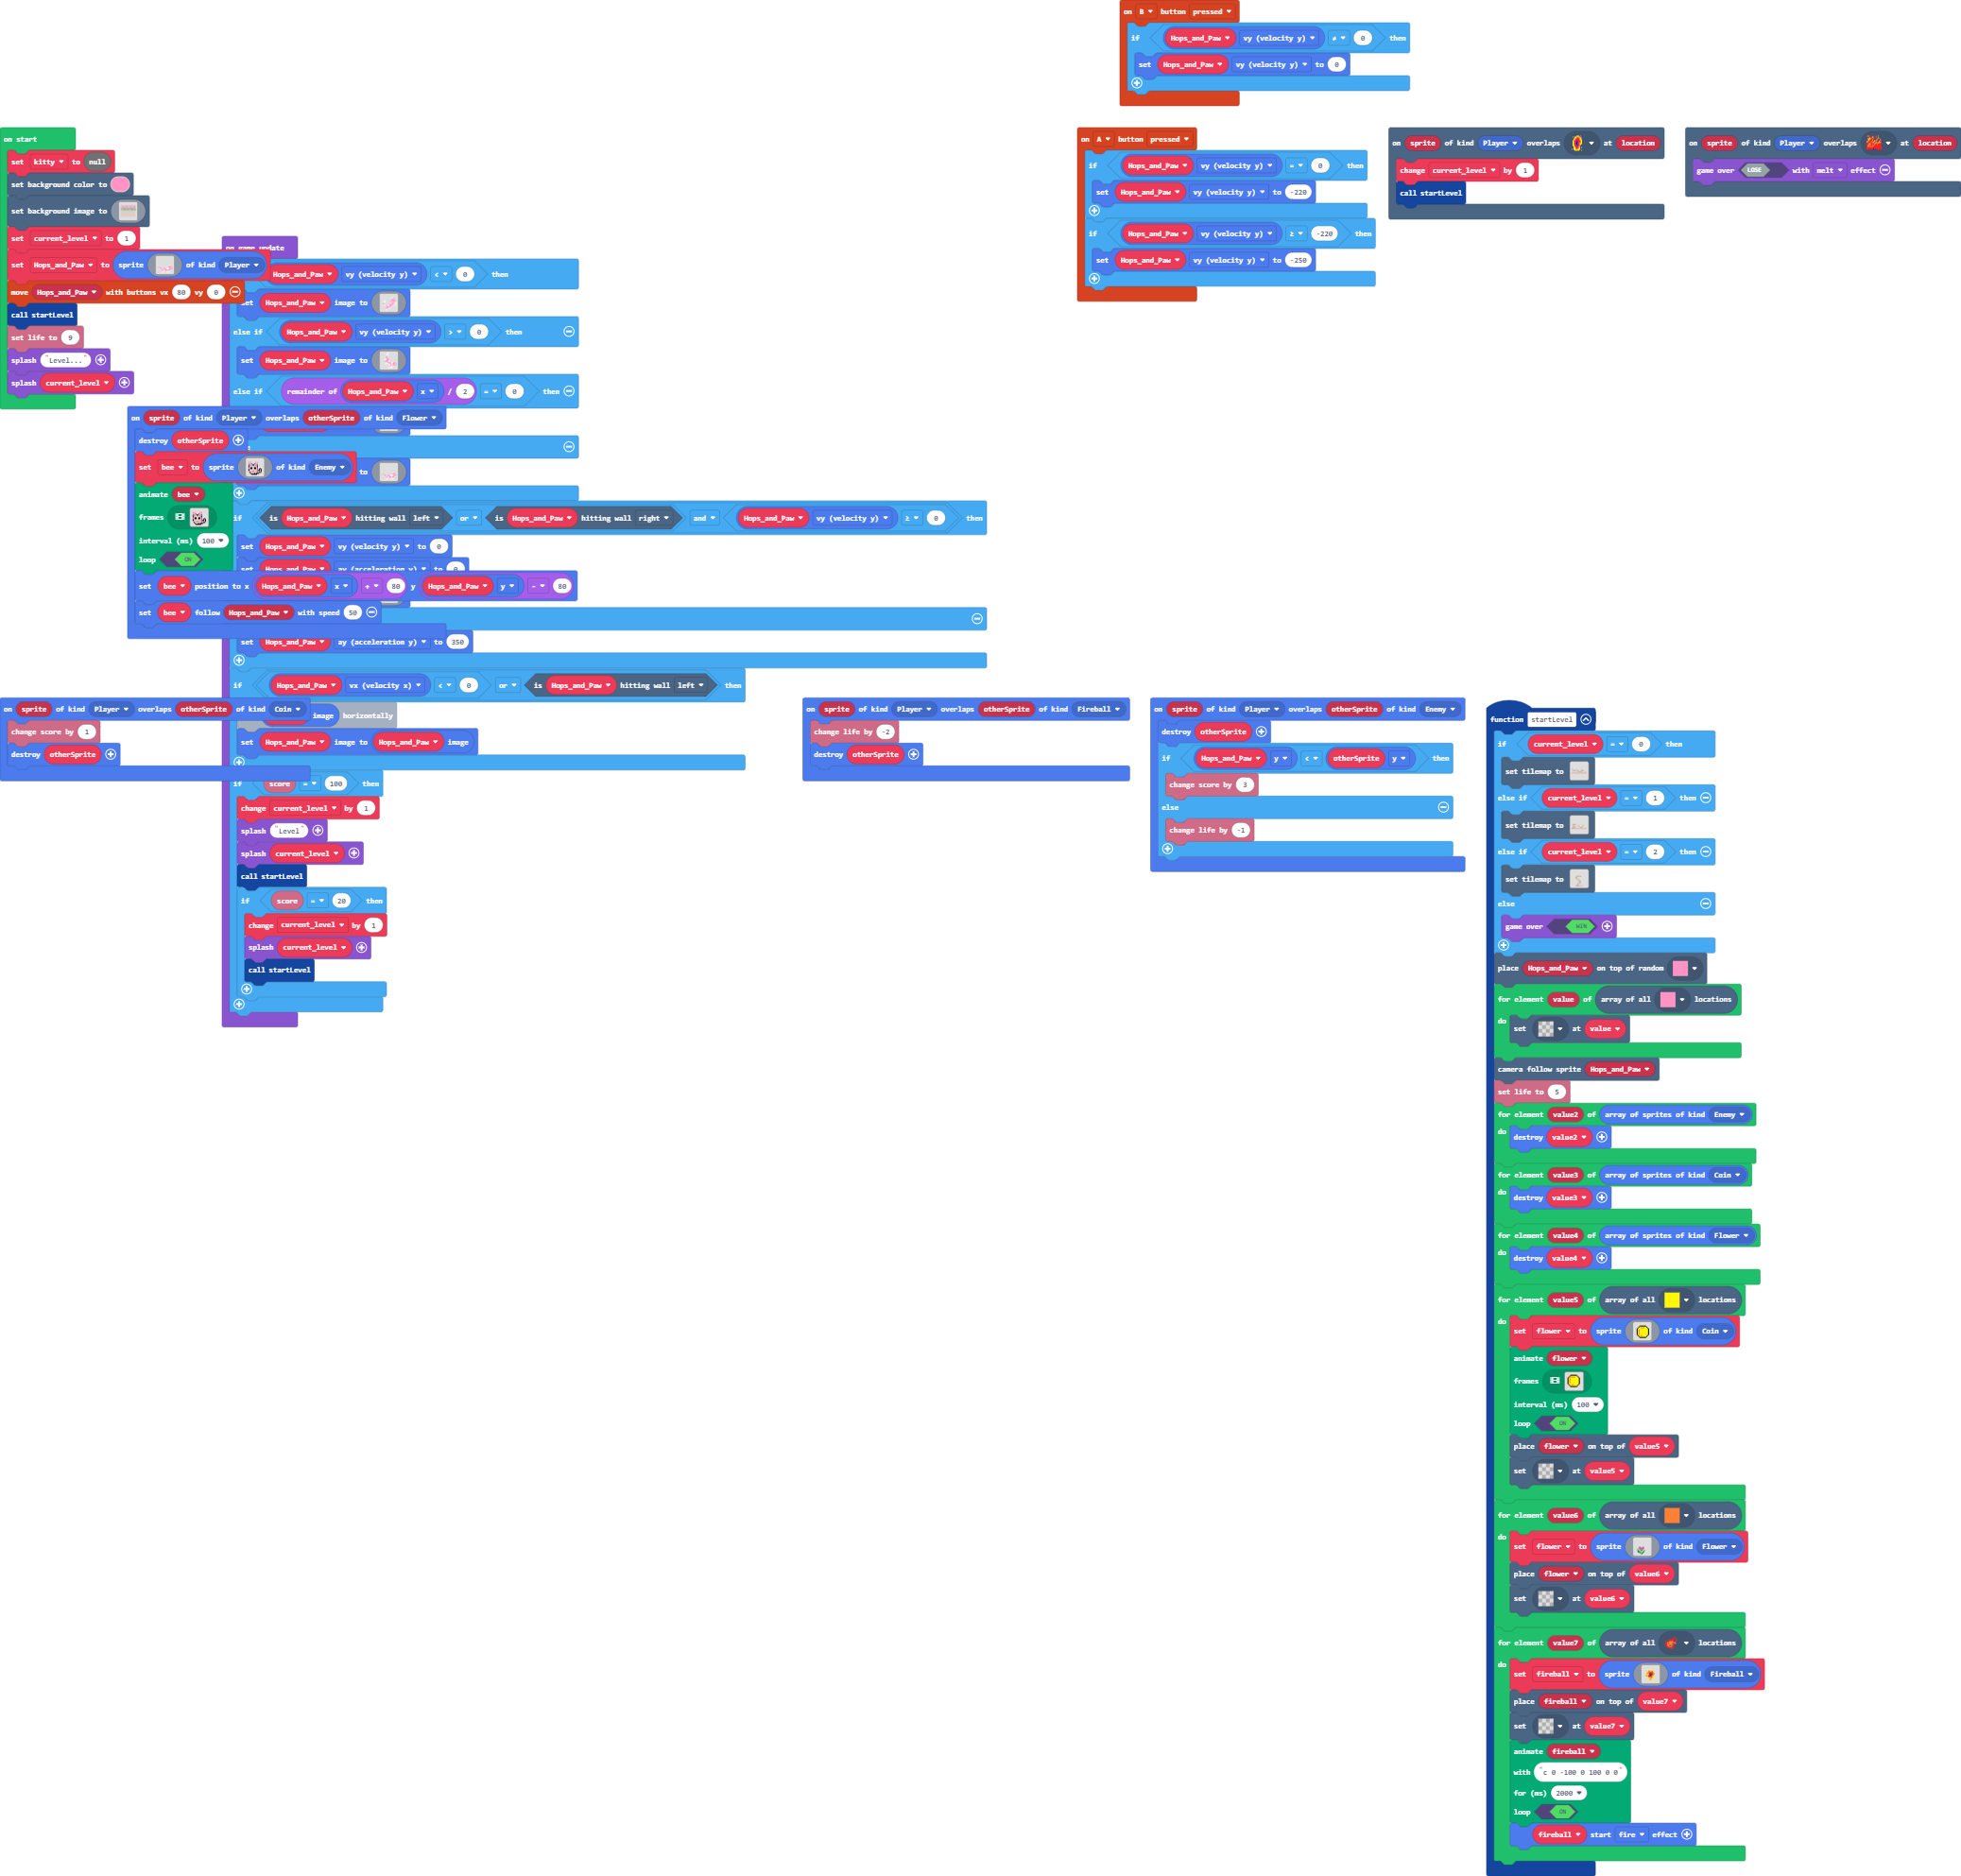 on B button pressed
if Hops_and_Paw vy (velocity y) ≠ 0 then
set Hops_and_Paw vy (velocity y) to 0
on start
set kitty to null
set background color to
set background image to
set current_level to 1
set Hops_and_Paw to sprite of kind Player
move Hops_and_Paw with buttons vx 80 vy 0
call startLevel
set life to 9
splash "Level..."
splash current_level
on game update
Hops_and_Paw vy (velocity y) < 0 then
set Hops_and_Paw image to
else if Hops_and_Paw vy (velocity y) > 0 then
set Hops_and_Paw image to
else if remainder of Hops_and_Paw x / 2 = 0 then
to
if is Hops_and_Paw hitting wall left or is Hops_and_Paw hitting wall right and Hops_and_Paw vy (velocity y) ≥ 0 then
set Hops_and_Paw vy (velocity y) to 0
set Hops_and_Paw ay (acceleration y) to 0
set Hops_and_Paw ay (acceleration y) to 350
if Hops_and_Paw vx (velocity x) < 0 or is Hops_and_Paw hitting wall left then
image horizontally
set Hops_and_Paw image to Hops_and_Paw image
if score = 100 then
change current_level by 1
splash "Level"
splash current_level
call startLevel
if score = 20 then
change current_level by 1
splash current_level
call startLevel
on sprite of kind Player overlaps otherSprite of kind Flower
destroy otherSprite
set bee to sprite of kind Enemy
animate bee
frames
interval (ms) 100
loop ON
set bee position to x Hops_and_Paw x + 80 y Hops_and_Paw y - 80
set bee follow Hops_and_Paw with speed 50
on sprite of kind Player overlaps otherSprite of kind Coin
change score by 1
destroy otherSprite
on A button pressed
if Hops_and_Paw vy (velocity y) = 0 then
set Hops_and_Paw vy (velocity y) to -220
if Hops_and_Paw vy (velocity y) ≥ -220 then
set Hops_and_Paw vy (velocity y) to -250
on sprite of kind Player overlaps at location
change current_level by 1
call startLevel
on sprite of kind Player overlaps at location
game over LOSE with melt effect
on sprite of kind Player overlaps otherSprite of kind Fireball
change life by -2
destroy otherSprite
on sprite of kind Player overlaps otherSprite of kind Enemy
destroy otherSprite
if Hops_and_Paw y < otherSprite y then
change score by 3
else
change life by -1
function startLevel
if current_level = 0 then
set tilemap to
else if current_level = 1 then
set tilemap to
else if current_level = 2 then
set tilemap to
else
game over WIN
place Hops_and_Paw on top of random
for element value of array of all locations
do set at value
camera follow sprite Hops_and_Paw
set life to 5
for element value2 of array of sprites of kind Enemy
do destroy value2
for element value3 of array of sprites of kind Coin
do destroy value3
for element value4 of array of sprites of kind Flower
do destroy value4
for element value5 of array of all locations
do set flower to sprite of kind Coin
animate flower
frames
interval (ms) 100
loop ON
place flower on top of value5
set at value5
for element value6 of array of all locations
do set flower to sprite of kind Flower
place flower on top of value6
set at value6
for element value7 of array of all locations
do set fireball to sprite of kind Fireball
place fireball on top of value7
set at value7
animate fireball
with "c 0 -100 0 100 0 0"
for (ms) 2000
loop ON
fireball start fire effect